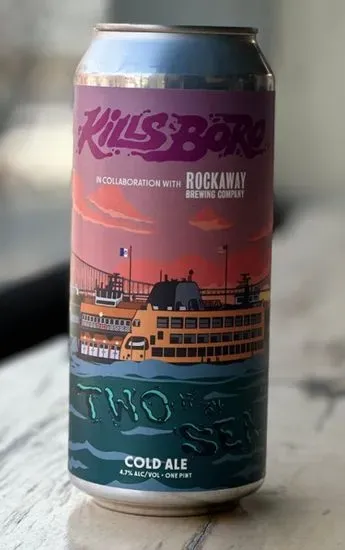 KILLS BORO
IN COLLABORATION WITH ROCKAWAY
BREWING COMPANY
TWO
SEA
COLD ALE
4.7% ALC/VOL • ONE PINT